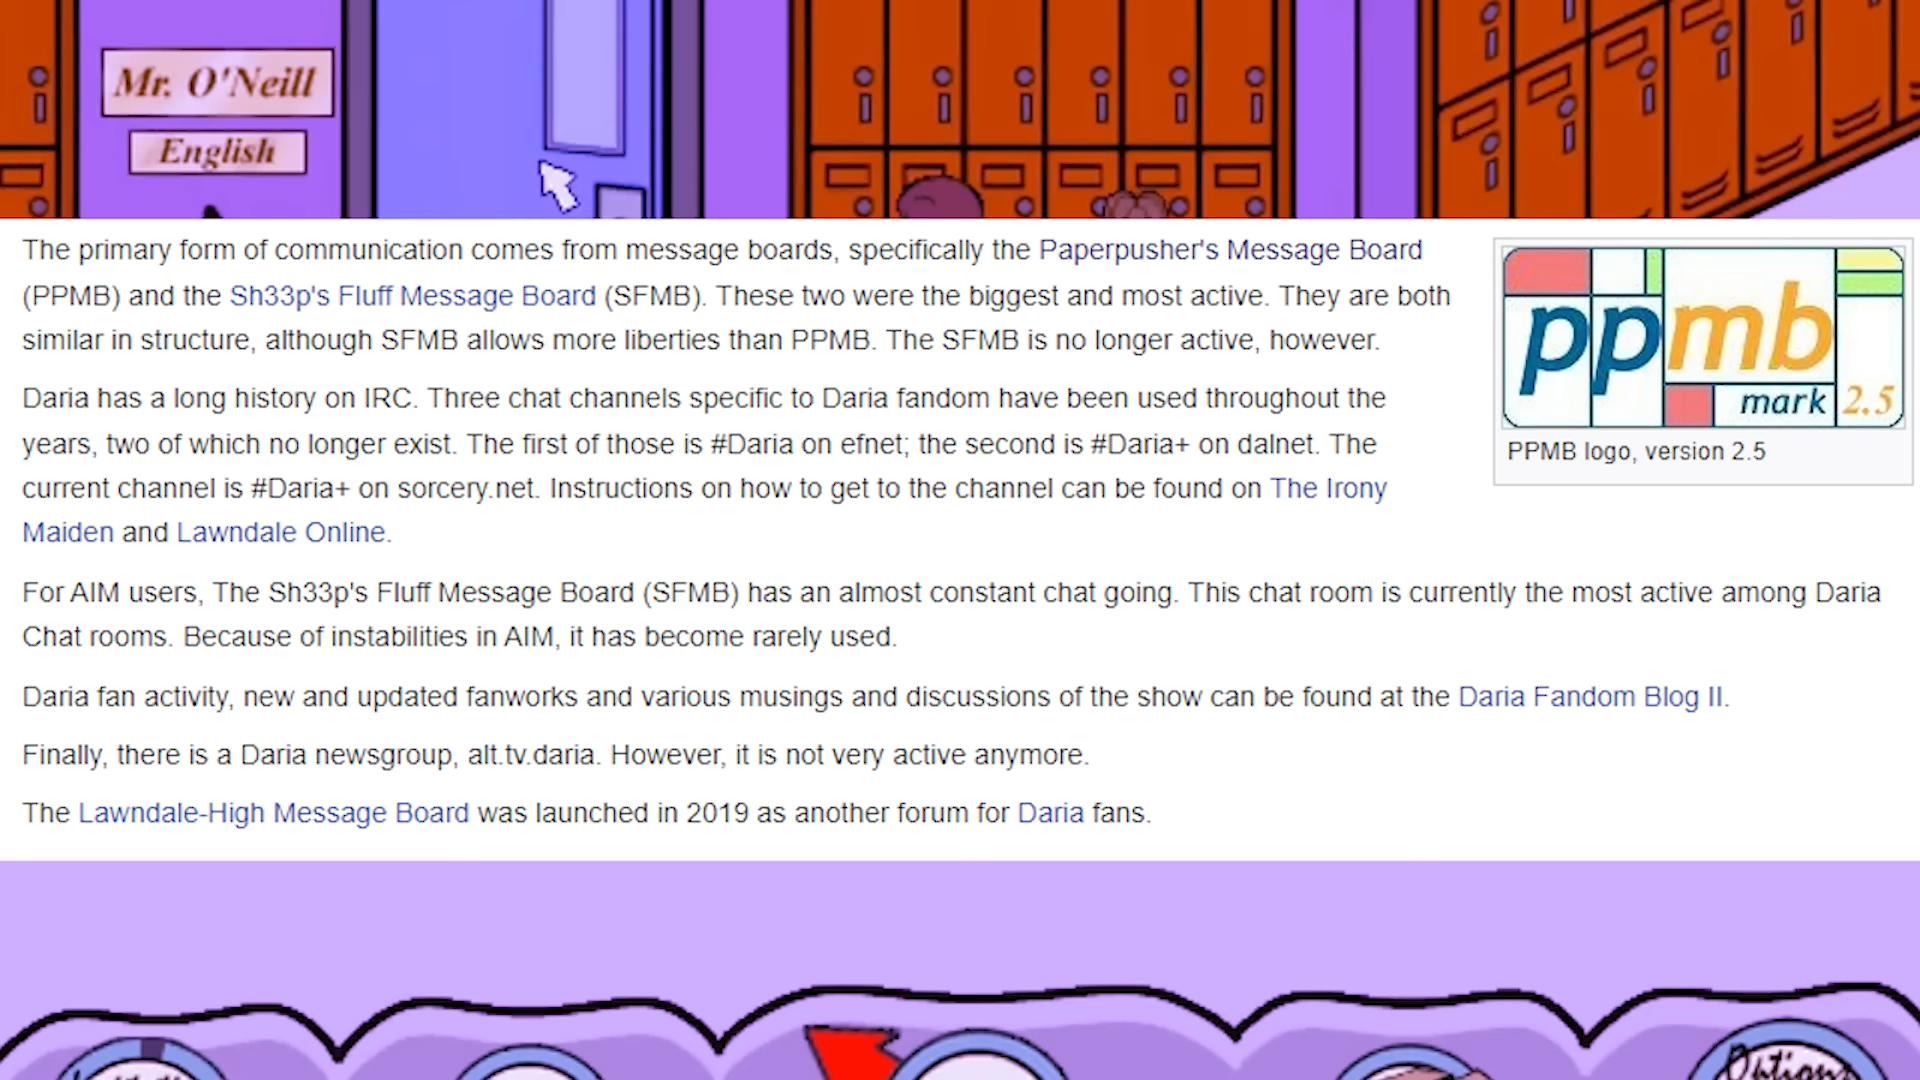 Mr. O'Neill
English
The primary form of communication comes from message boards, specifically the Paperpusher's Message Board
(PPMB) and the Sh33p's Fluff Message Board (SFMB). These two were the biggest and most active. They are both
similar in structure, although SFMB allows more liberties than PPMB. The SFMB is no longer active, however.
Daria has a long history on IRC. Three chat channels specific to Daria fandom have been used throughout the
years, two of which no longer exist. The first of those is #Daria on efnet; the second is #Daria+ on dalnet. The
current channel is #Daria+ on sorcery.net. Instructions on how to get to the channel can be found on The Irony
Maiden and Lawndale Online.
ppmb
mark 2.5
PPMB logo, version 2.5
For AIM users, The Sh33p's Fluff Message Board (SFMB) has an almost constant chat going. This chat room is currently the most active among Daria
Chat rooms. Because of instabilities in AIM, it has become rarely used.
Daria fan activity, new and updated fanworks and various musings and discussions of the show can be found at the Daria Fandom Blog II.
Finally, there is a Daria newsgroup, alt.tv.daria. However, it is not very active anymore.
The Lawndale-High Message Board was launched in 2019 as another forum for Daria fans.
Options